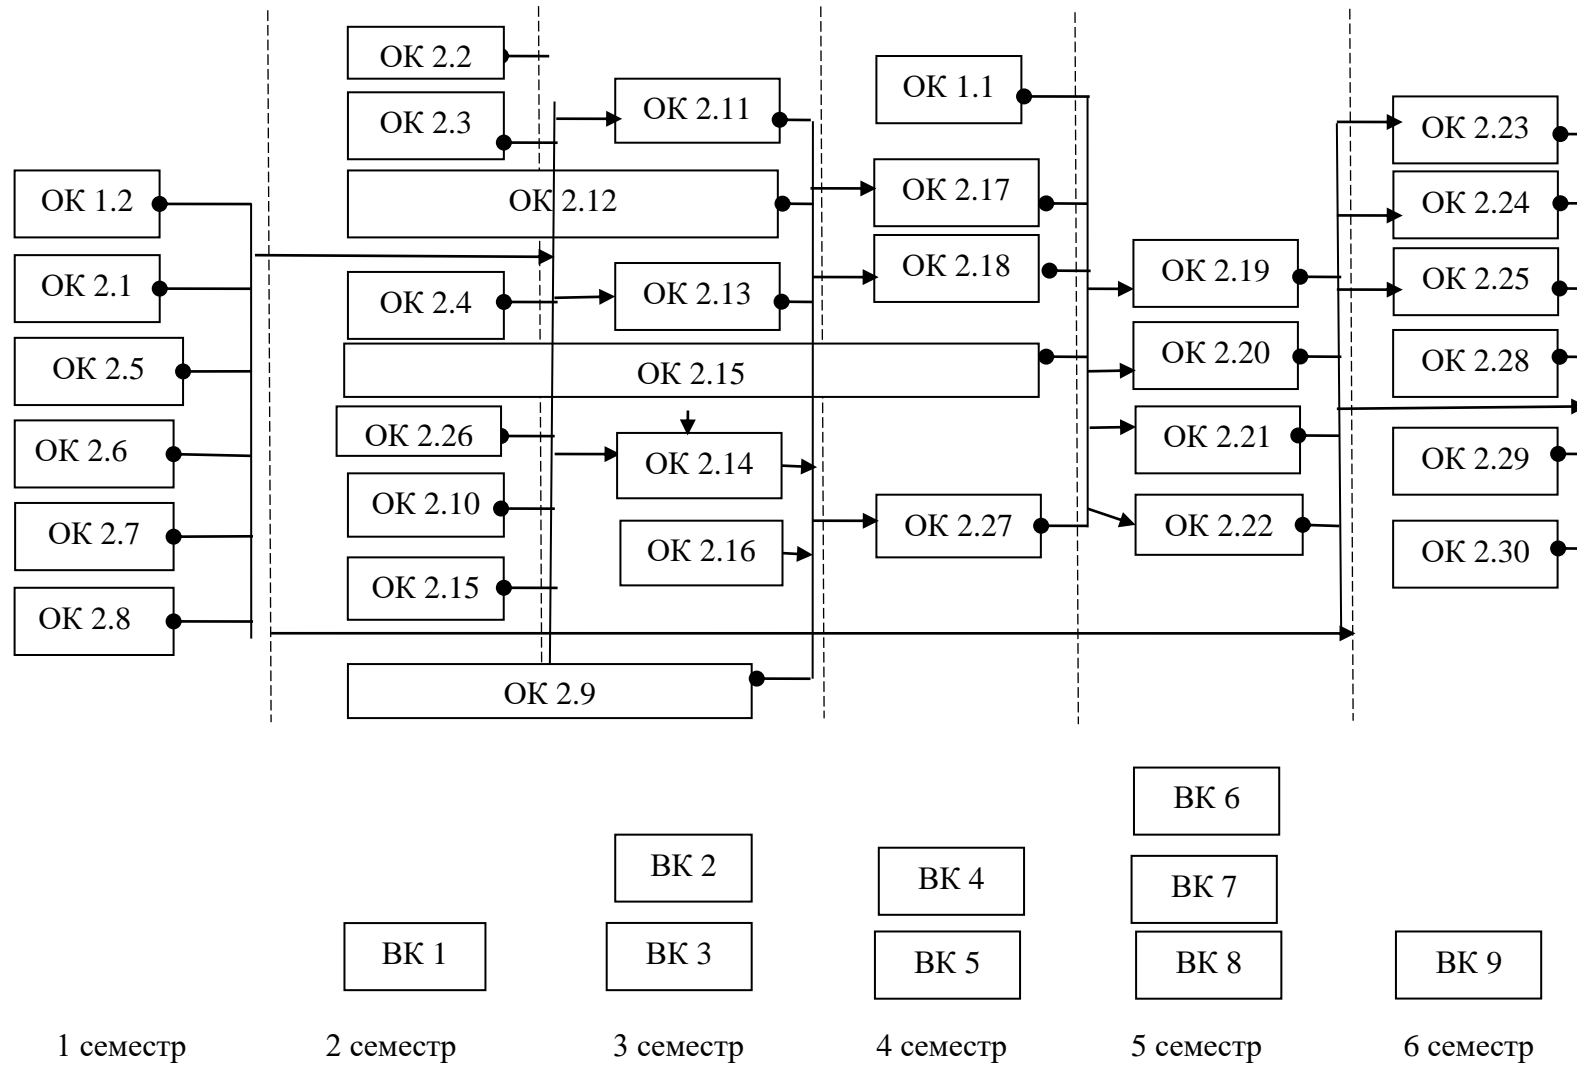 ОК 1.2
ОК 2.1
ОК 2.5
ОК 2.6
ОК 2.7
ОК 2.8
ОК 2.2
ОК 2.3
ОК 2.12
ОК 2.4
ОК 2.15
ОК 2.26
ОК 2.10
ОК 2.15
ОК 2.9
ОК 2.11
ОК 2.13
ОК 2.14
ОК 2.16
ОК 1.1
ОК 2.17
ОК 2.18
ОК 2.27
ОК 2.19
ОК 2.20
ОК 2.21
ОК 2.22
ОК 2.23
ОК 2.24
ОК 2.25
ОК 2.28
ОК 2.29
ОК 2.30
ВК 1
ВК 2
ВК 3
ВК 4
ВК 5
ВК 6
ВК 7
ВК 8
ВК 9
1 семестр
2 семестр
3 семестр
4 семестр
5 семестр
6 семестр